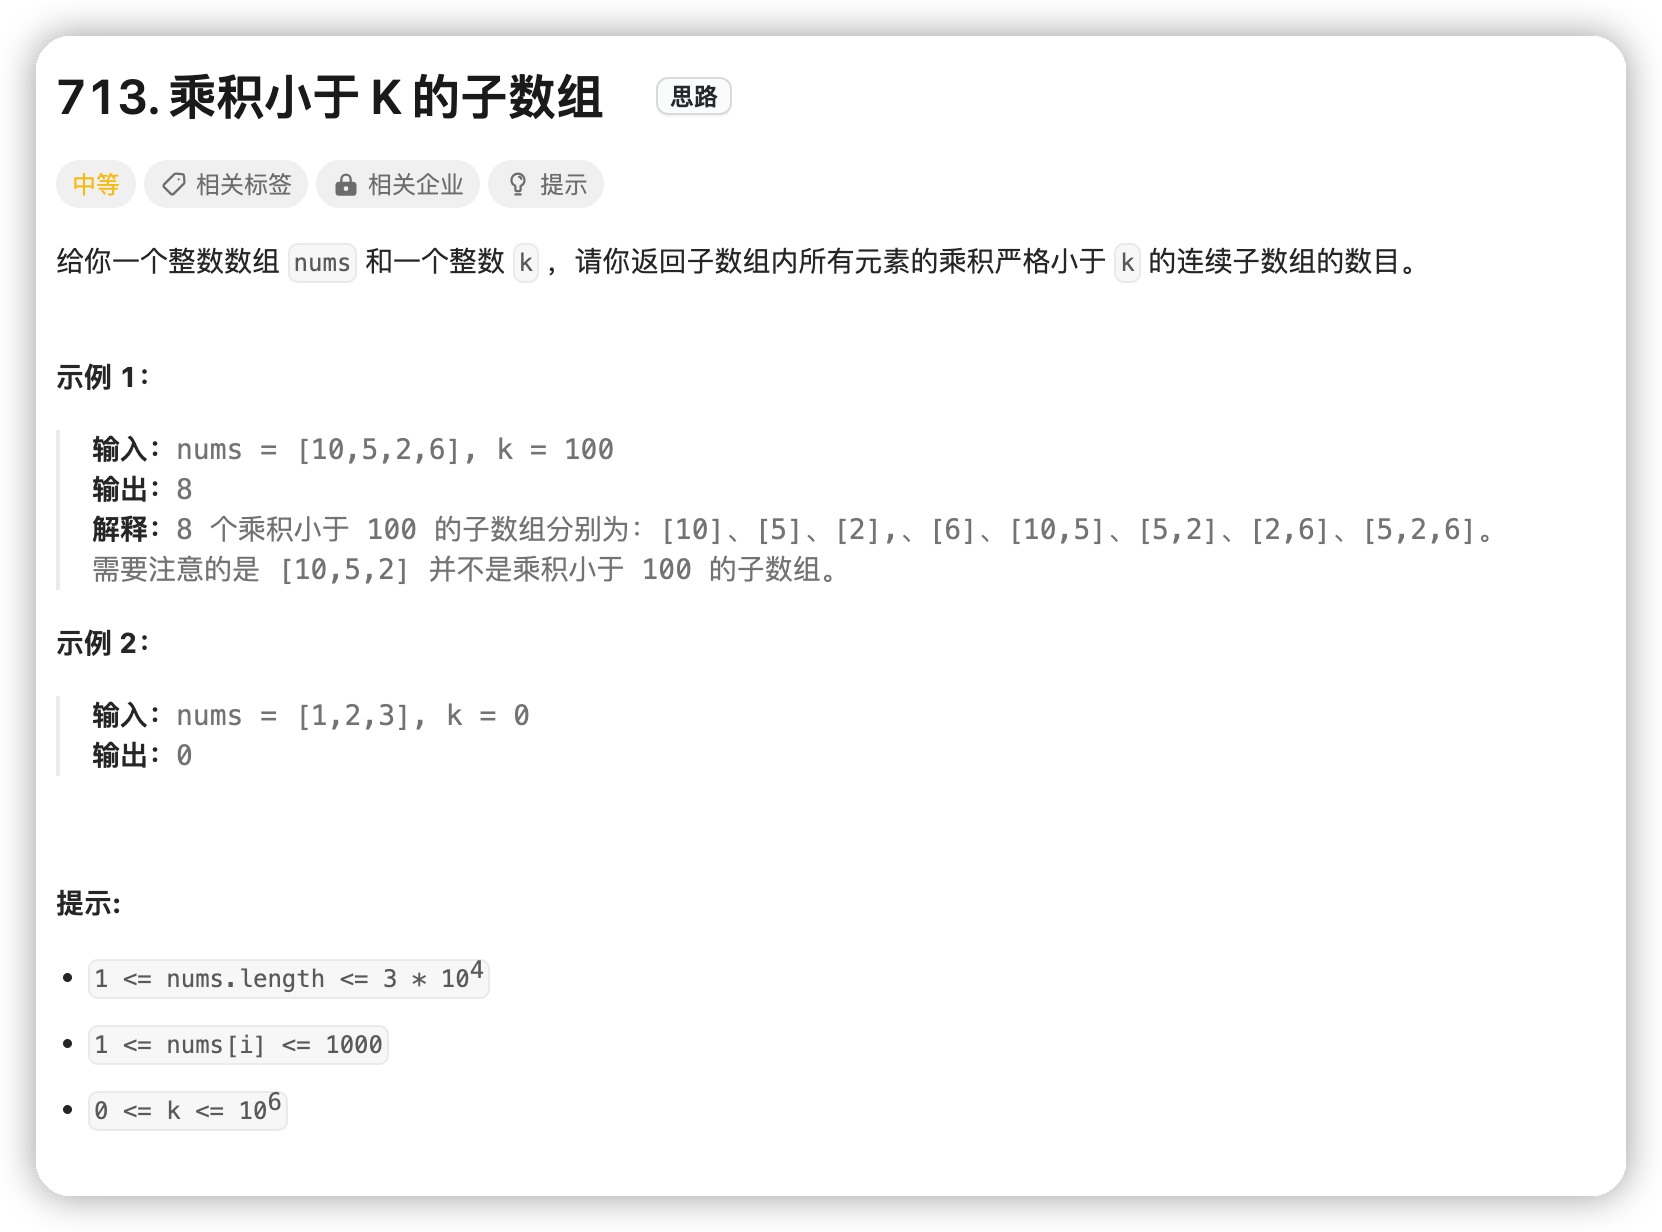 713. 乘积小于 K 的子数组 思路
中等 相关标签 相关企业 提示
给你一个整数数组 nums 和一个整数 k ，请你返回子数组内所有元素的乘积严格小于 k 的连续子数组的数目。
示例 1：
输入：nums = [10,5,2,6], k = 100
输出：8
解释：8 个乘积小于 100 的子数组分别为：[10]、[5]、[2],、[6]、[10,5]、[5,2]、[2,6]、[5,2,6]。
需要注意的是 [10,5,2] 并不是乘积小于 100 的子数组。
示例 2：
输入：nums = [1,2,3], k = 0
输出：0
提示:
• 1 <= nums.length <= 3 * 10⁴
• 1 <= nums[i] <= 1000
• 0 <= k <= 10⁶